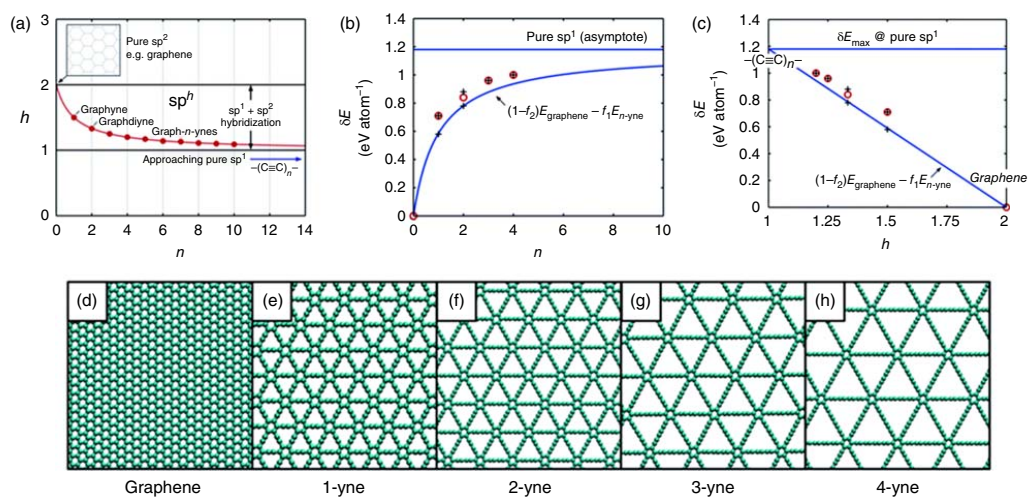 (a)
3
2
1
0
h
Pure sp²
e.g. graphene
spʰ
Graphyne
Graphdiyne
Graph-n-ynes
sp¹ + sp²
hybridization
Approaching pure sp¹
–(C≡C)ₙ–
0 2 4 6 8 10 12 14
n
(b)
1.4
1.2
1
0.8
0.6
0.4
0.2
0
δE
(eV atom⁻¹)
Pure sp¹ (asymptote)
(1–f₂)E_graphene – f₁E_n-yne
0 2 4 6 8 10
n
(c)
1.4
1.2
1
0.8
0.6
0.4
0.2
0
δE
(eV atom⁻¹)
δE_max @ pure sp¹
–(C≡C)ₙ–
(1–f₂)E_graphene – f₁E_n-yne
Graphene
1 1.25 1.5 1.75 2
h
(d) (e) (f) (g) (h)
Graphene 1-yne 2-yne 3-yne 4-yne